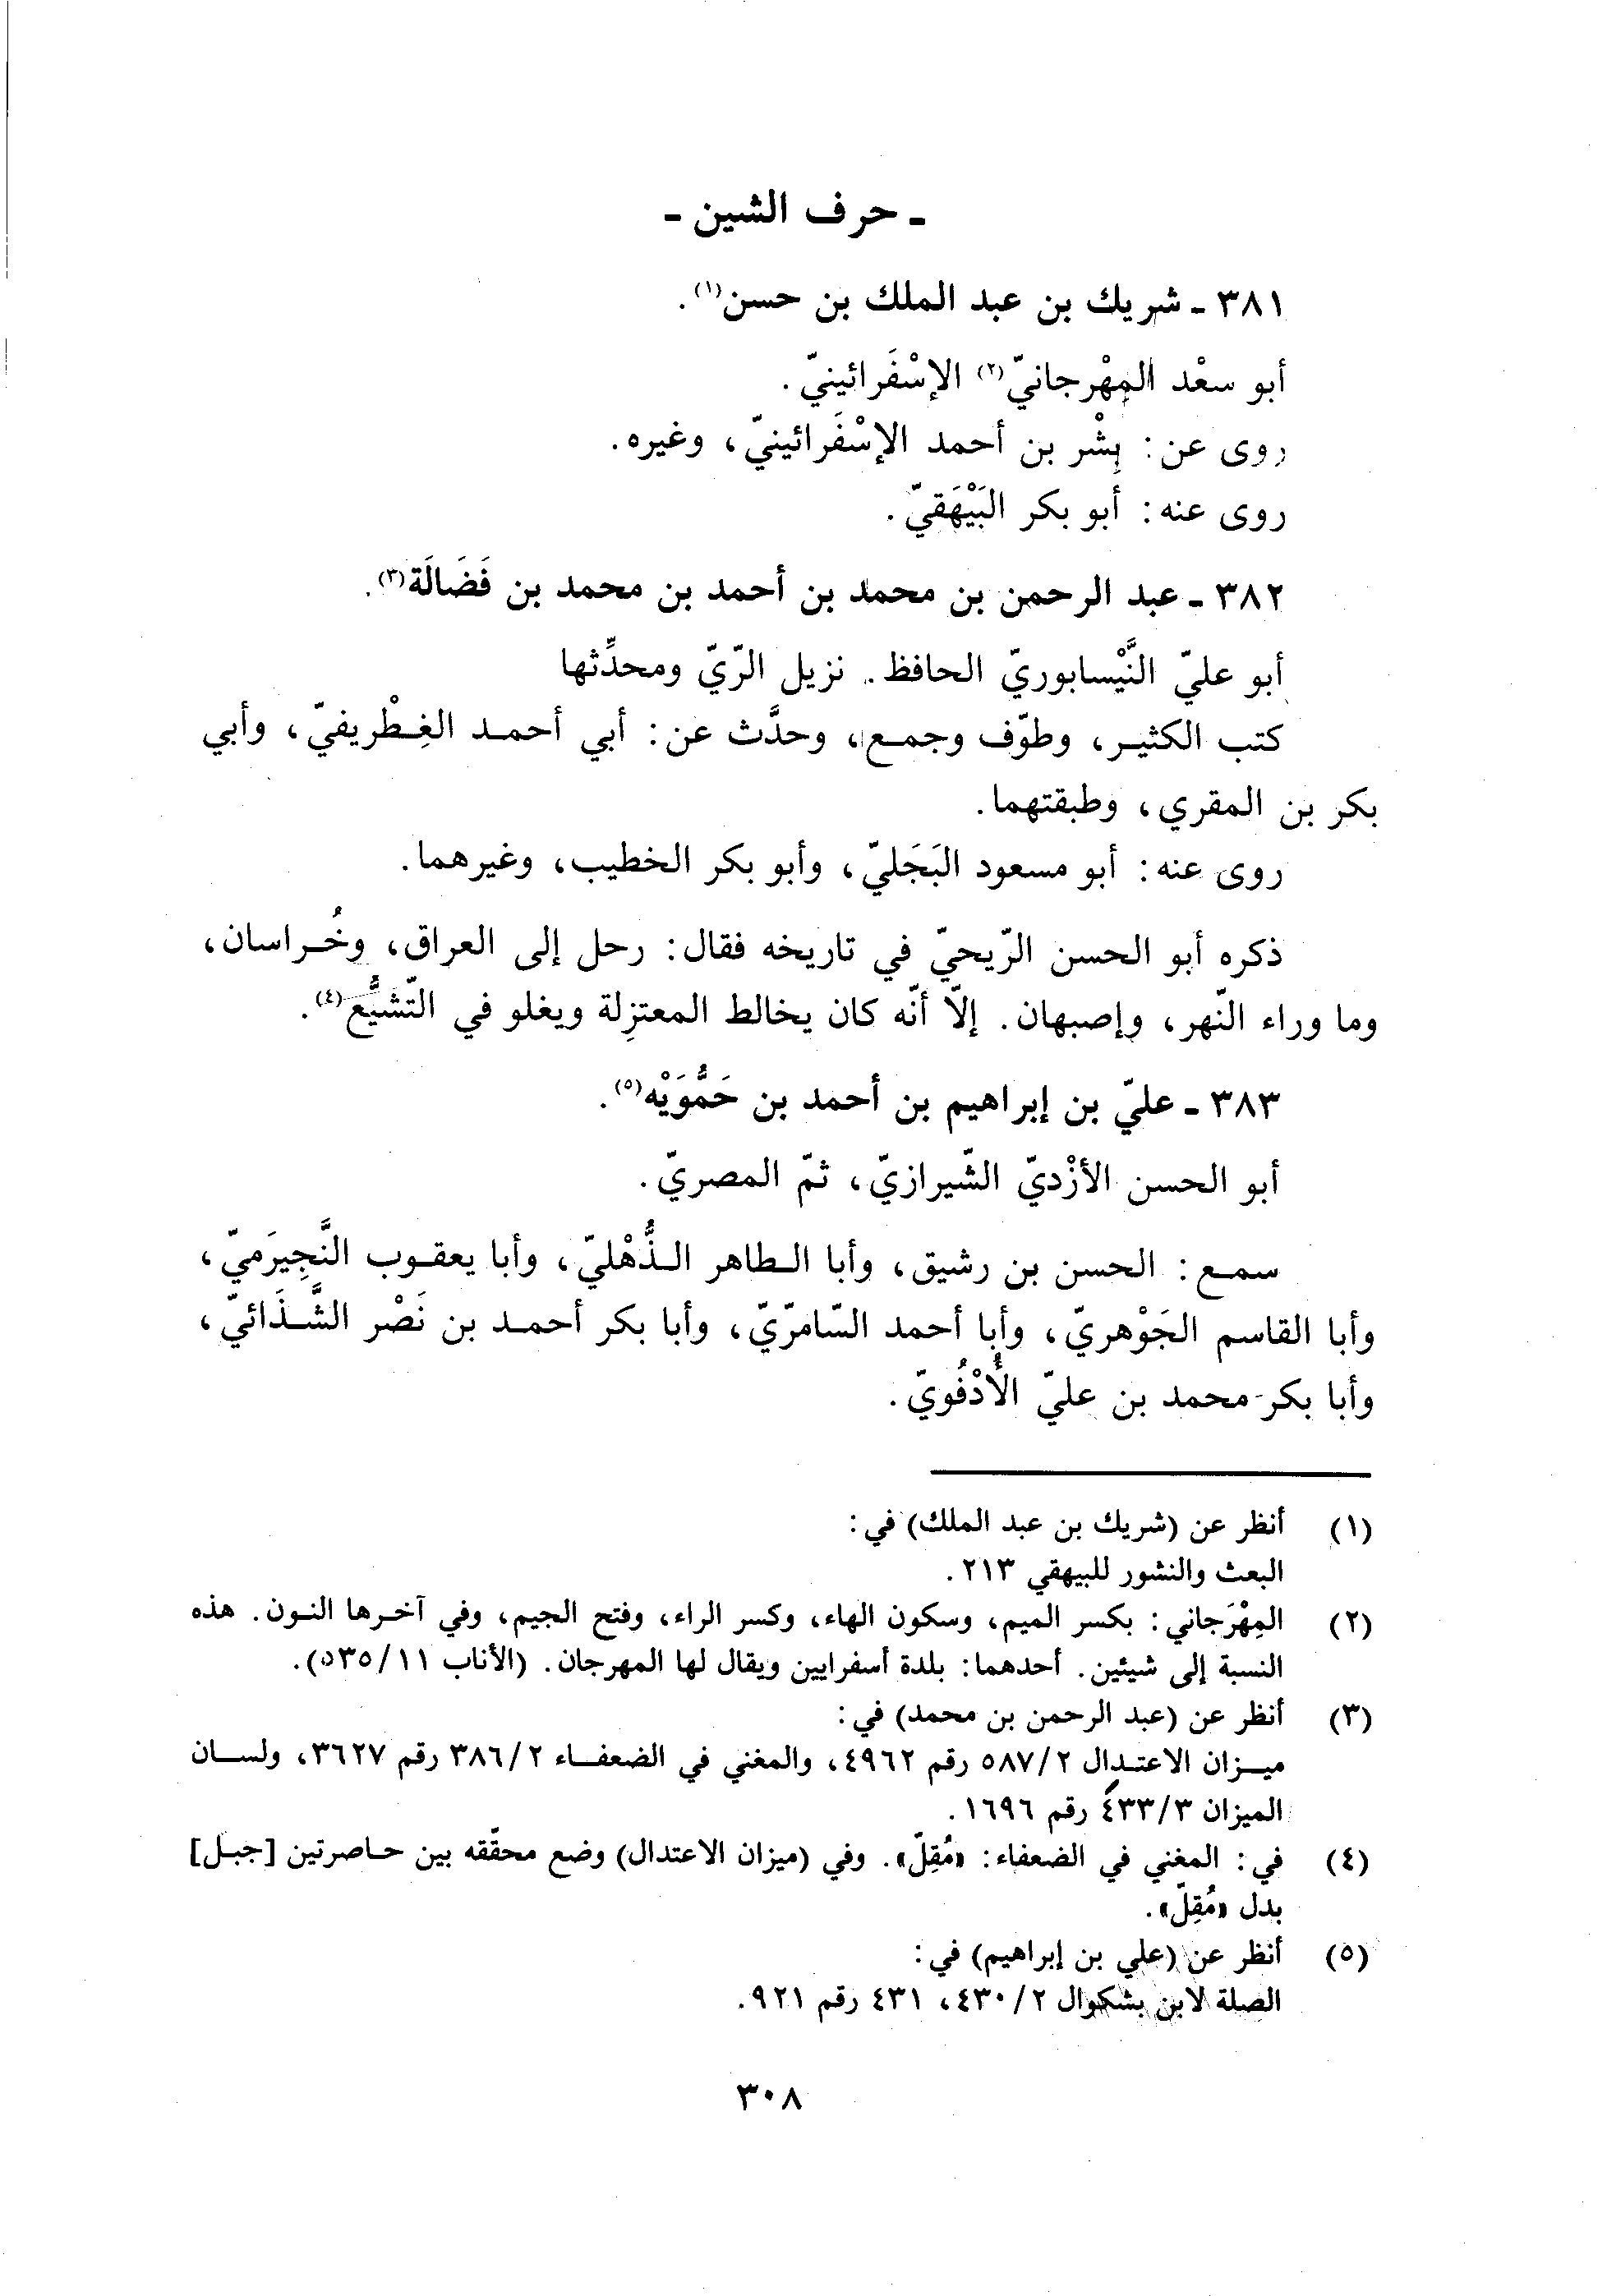 ـ حرف الشين ـ
٣٨١ ـ شريك بن عبد الملك بن حسن(١).
أبو سعْد المِهْرجانيّ(٢) الإسْفَرائينيّ.
روى عن: بِشْر بن أحمد الإسْفَرائينيّ، وغيره.
روى عنه: أبو بكر البَيْهَقيّ.
٣٨٢ ـ عبد الرحمن بن محمد بن أحمد بن محمد بن فَضَالَة(٣).
أبو عليّ النَّيْسابوريّ الحافظ. نزيل الرّيّ ومحدِّثها
كتب الكثير، وطوّف وجمع، وحدَّث عن: أبي أحمد الغِطْريفيّ، وأبي
بكر بن المقري، وطبقتهما.
روى عنه: أبو مسعود البَجَليّ، وأبو بكر الخطيب، وغيرهما.
ذكره أبو الحسن الرّيحيّ في تاريخه فقال: رحل إلى العراق، وخُراسان،
وما وراء النّهر، وإصبهان. إلّا أنّه كان يخالط المعتزِلة ويغلو في التّشيُّع(٤).
٣٨٣ ـ عليّ بن إبراهيم بن أحمد بن حَمُّوَيْه(٥).
أبو الحسن الأزْديّ الشّيرازيّ، ثمّ المصريّ.
سمع: الحسن بن رشيق، وأبا الطاهر الذُّهْليّ، وأبا يعقوب النَّجِيرَميّ،
وأبا القاسم الجَوْهريّ، وأبا أحمد السّامرّيّ، وأبا بكر أحمد بن نَصْر الشَّذَائيّ،
وأبا بكر محمد بن عليّ الأُدْفُويّ.
(١) أنظر عن (شريك بن عبد الملك) في:
البعث والنشور للبيهقي ٢١٣.
(٢) المِهْرَجاني: بكسر الميم، وسكون الهاء، وكسر الراء، وفتح الجيم، وفي آخرها النون. هذه
النسبة إلى شيئين. أحدهما: بلدة أسفرايين ويقال لها المهرجان. (الأناب ٥٣٥/١١).
(٣) أنظر عن (عبد الرحمن بن محمد) في:
ميزان الاعتدال ٥٨٧/٢ رقم ٤٩٦٢، والمغني في الضعفاء ٣٨٦/٢ رقم ٣٦٢٧، ولسان
الميزان ٤٣٣/٣ رقم ١٦٩٦.
(٤) في: المغني في الضعفاء: «مُقِلّ». وفي (ميزان الاعتدال) وضع محقّقه بين حاصرتين [جبل]
بدل «مُقِلّ».
(٥) أنظر عن (علي بن إبراهيم) في:
الصلة لابن بشكوال ٤٣٠/٢، ٤٣١ رقم ٩٢١.
٣٠٨